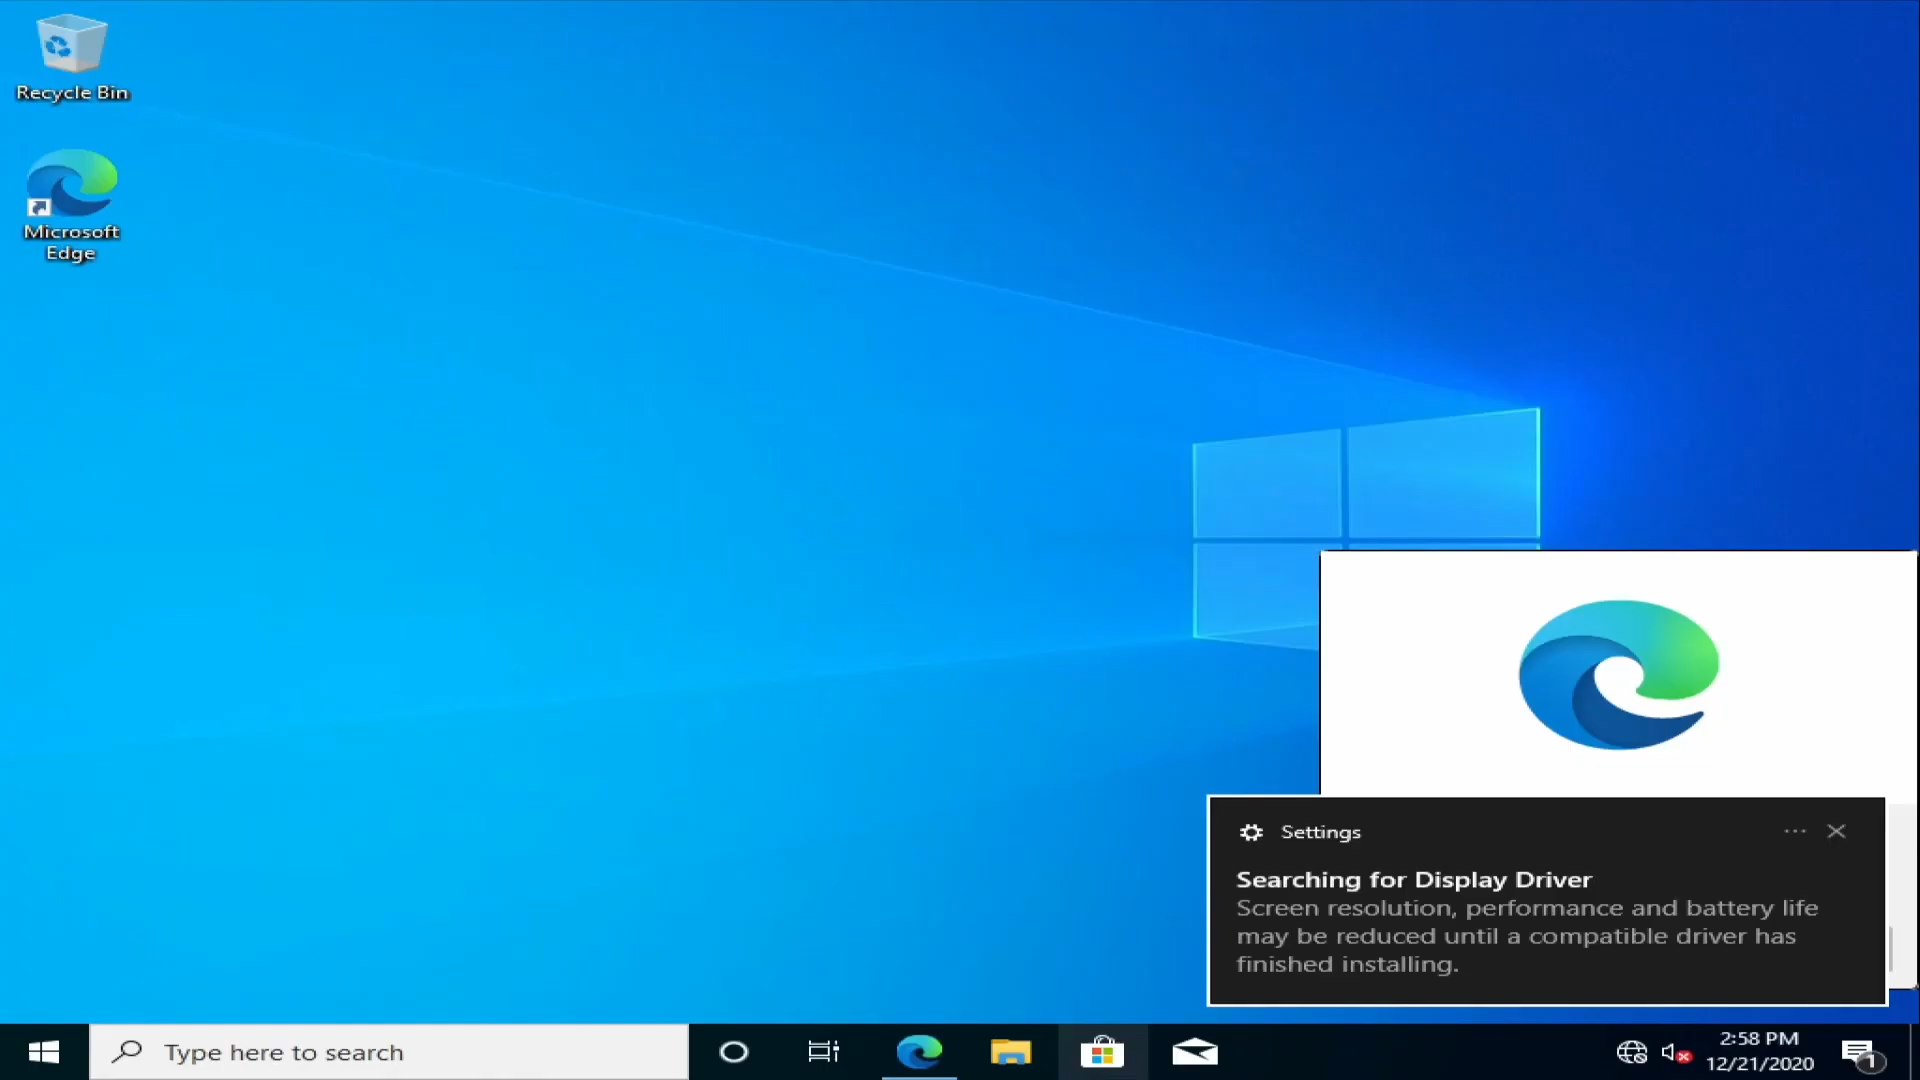 Recycle Bin
Microsoft
Edge
Settings
Searching for Display Driver
Screen resolution, performance and battery life
may be reduced until a compatible driver has
finished installing.
Type here to search
2:58 PM
12/21/2020
1